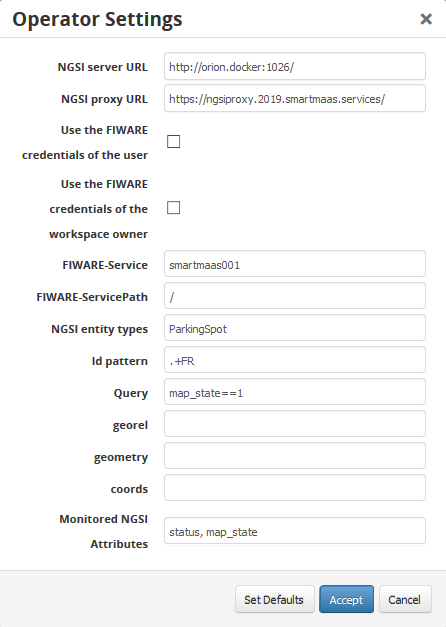 Operator Settings ×
NGSI server URL http://orion.docker:1026/
NGSI proxy URL https://ngsiproxy.2019.smartmaas.services/
Use the FIWARE
credentials of the user
Use the FIWARE
credentials of the
workspace owner
FIWARE-Service smartmaas001
FIWARE-ServicePath /
NGSI entity types ParkingSpot
Id pattern .+FR
Query map_state==1
georel
geometry
coords
Monitored NGSI
Attributes status, map_state
Set Defaults Accept Cancel